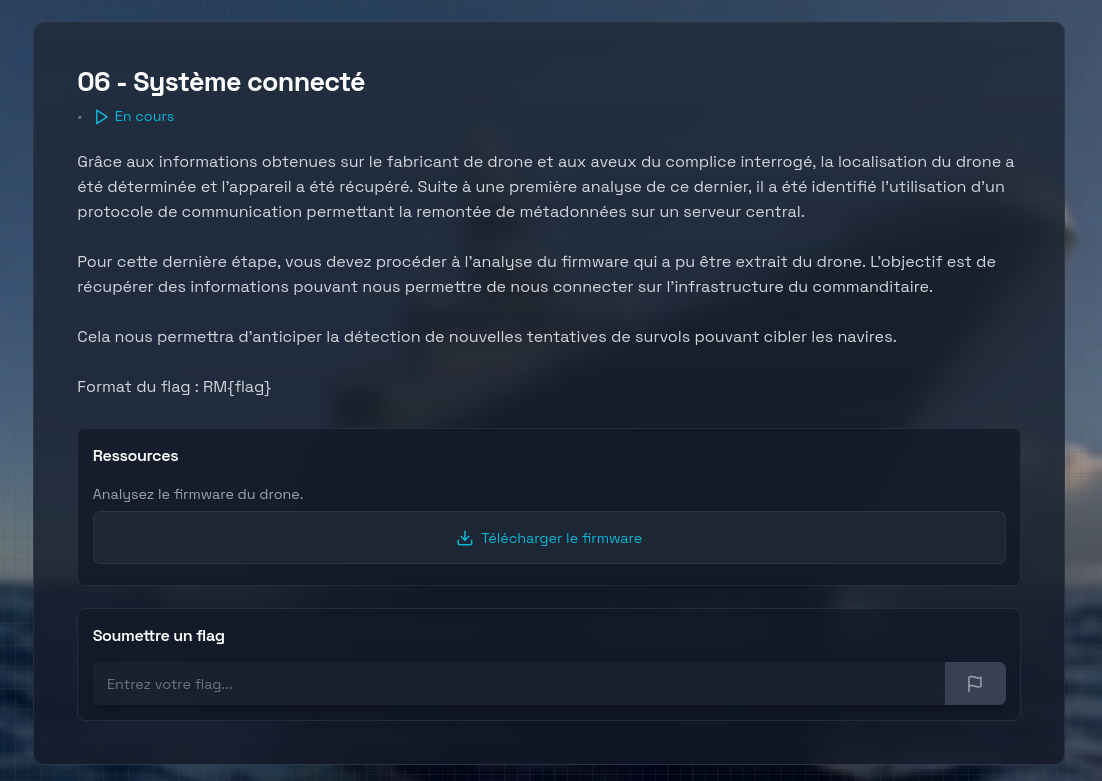 06 - Système connecté
• En cours
Grâce aux informations obtenues sur le fabricant de drone et aux aveux du complice interrogé, la localisation du drone a
été déterminée et l'appareil a été récupéré. Suite à une première analyse de ce dernier, il a été identifié l'utilisation d'un
protocole de communication permettant la remontée de métadonnées sur un serveur central.
Pour cette dernière étape, vous devez procéder à l'analyse du firmware qui a pu être extrait du drone. L'objectif est de
récupérer des informations pouvant nous permettre de nous connecter sur l'infrastructure du commanditaire.
Cela nous permettra d'anticiper la détection de nouvelles tentatives de survols pouvant cibler les navires.
Format du flag : RM{flag}
Ressources
Analysez le firmware du drone.
Télécharger le firmware
Soumettre un flag
Entrez votre flag...